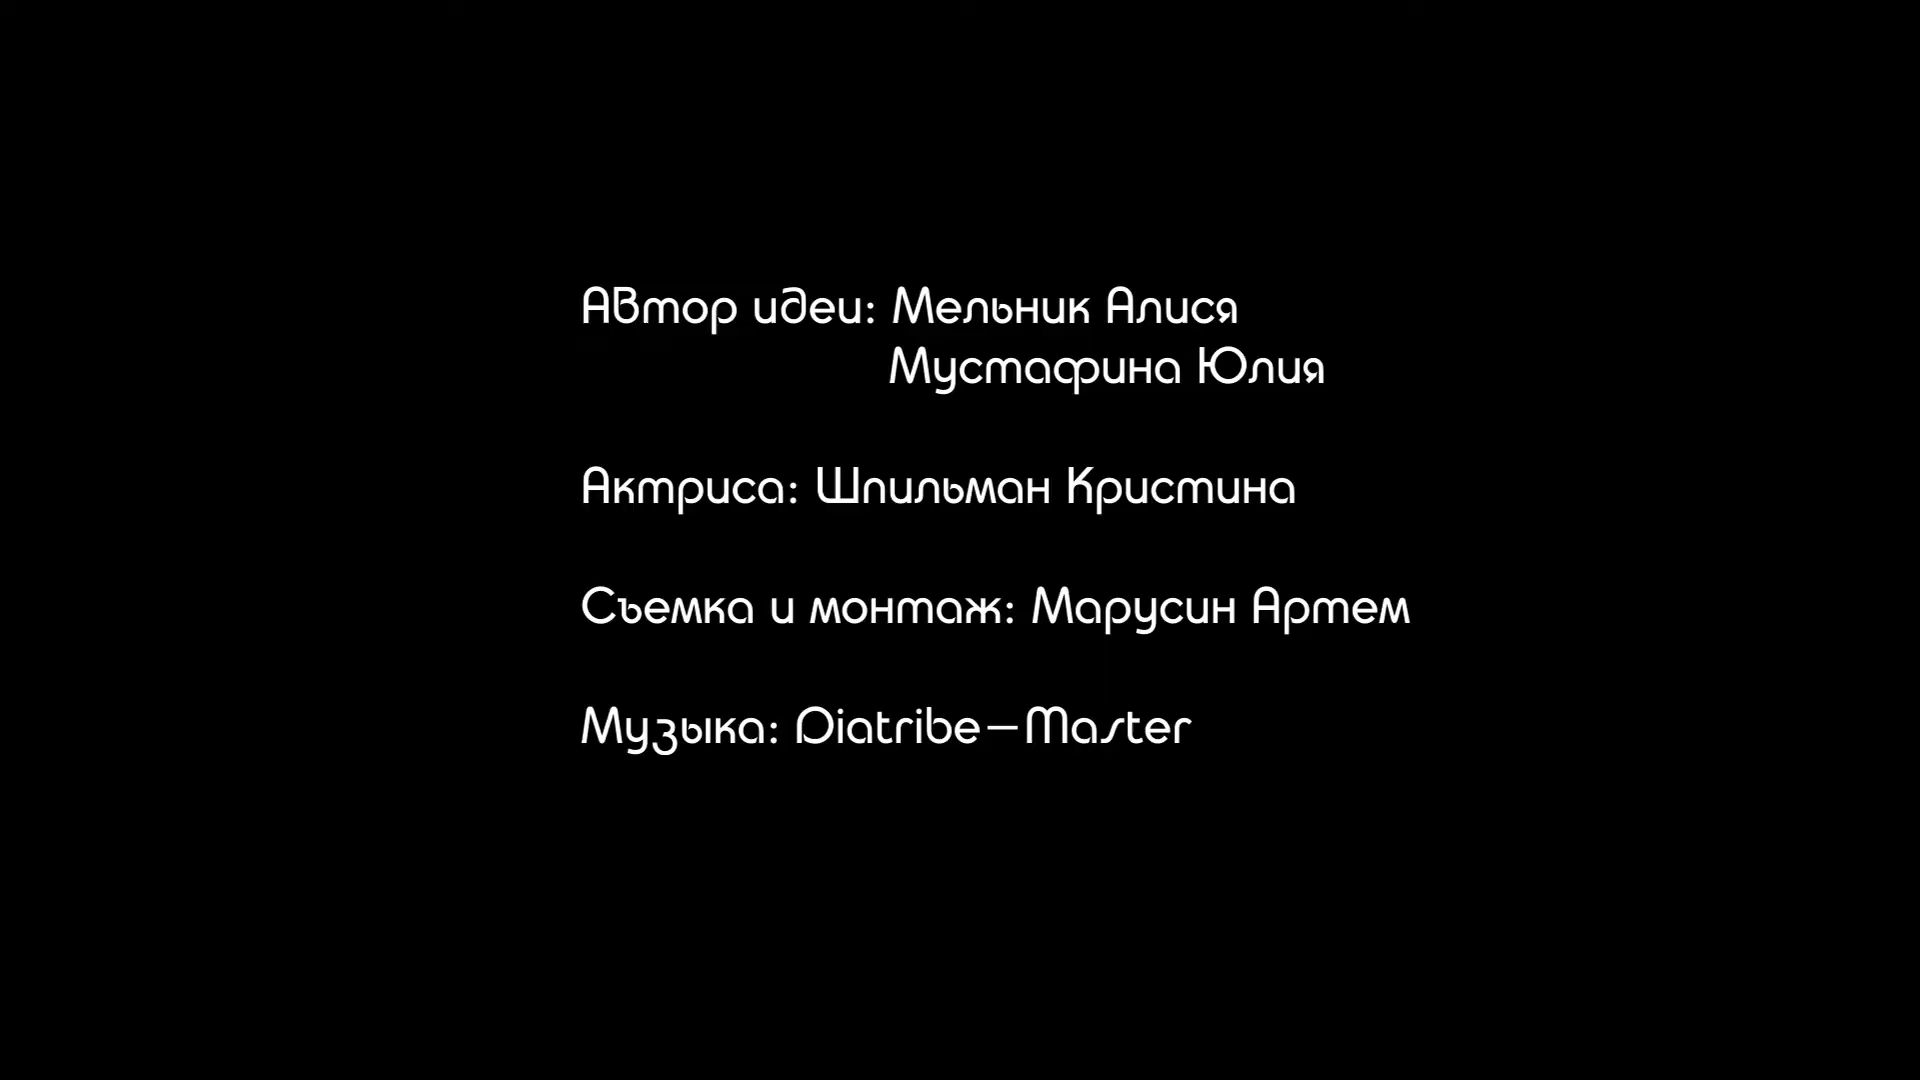 Автор идеи: Мельник Алися
Мустафина Юлия
Актриса: Шпильман Кристина
Съемка и монтаж: Марусин Артем
Музыка: Diatribe–Master